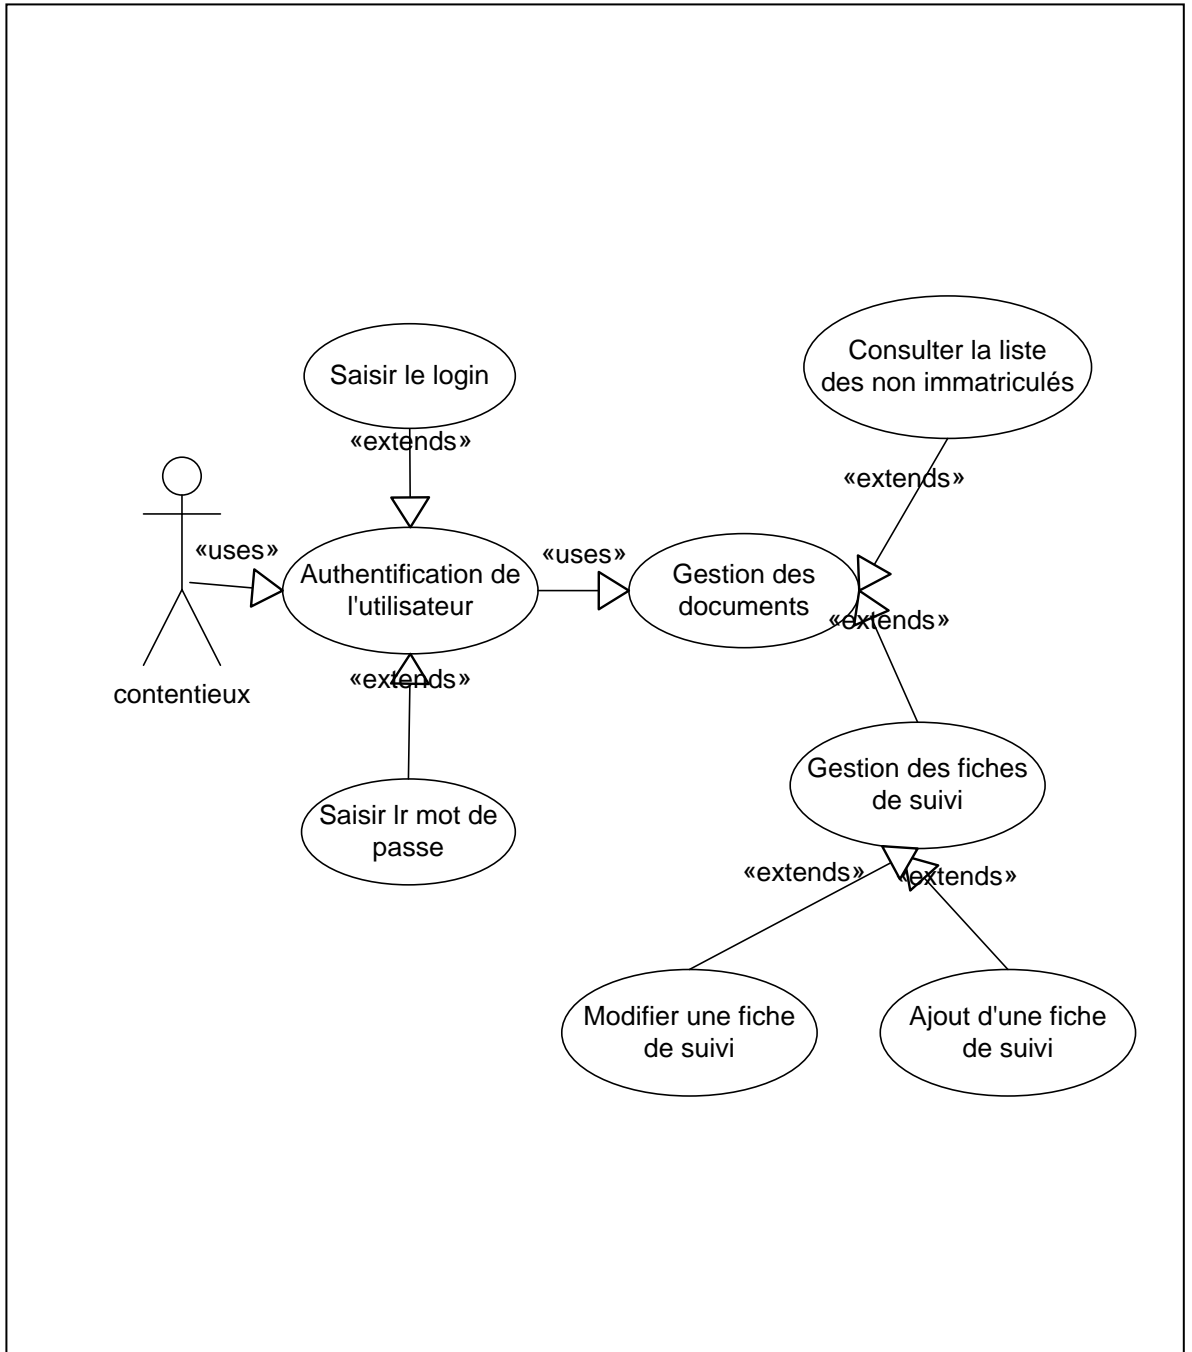 Consulter la liste
des non immatriculés
Saisir le login
«extends»
«extends»
«uses»
«uses»
Authentification de
l'utilisateur
Gestion des
documents
«extends»
«extends»
contentieux
Gestion des fiches
de suivi
Saisir lr mot de
passe
«extends»
«extends»
Modifier une fiche
de suivi
Ajout d'une fiche
de suivi